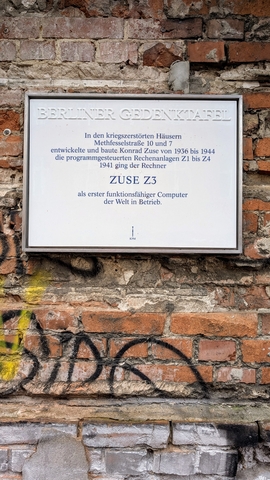 BERLINER GEDENKTAFEL
In den kriegszerstörten Häusern
Methfesselstraße 10 und 7
entwickelte und baute Konrad Zuse von 1936 bis 1944
die programmgesteuerten Rechenanlagen Z1 bis Z4
1941 ging der Rechner
ZUSE Z3
als erster funktionsfähiger Computer
der Welt in Betrieb.